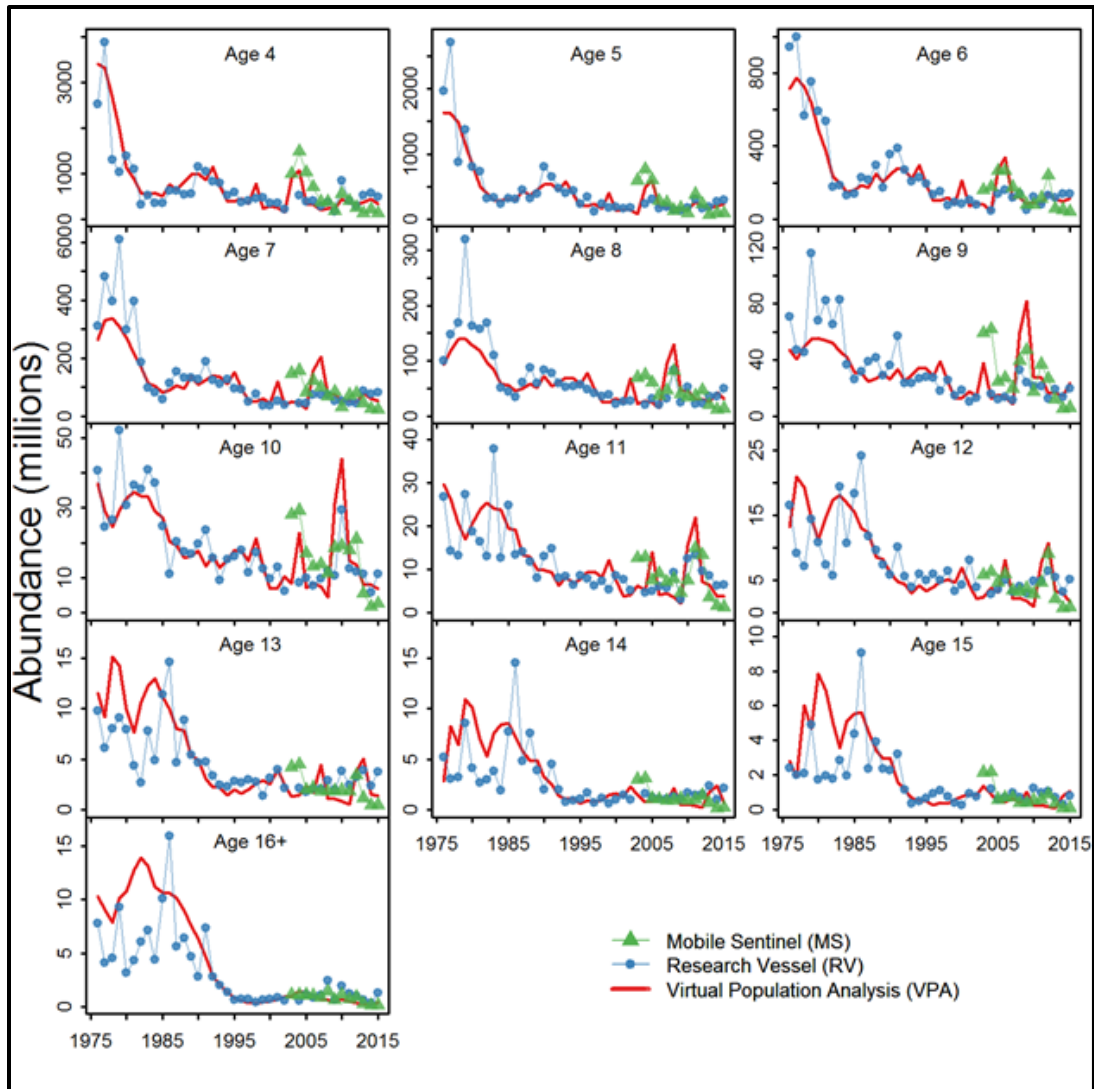 Abundance (millions)
Age 4
3000
1000
0
Age 5
2000
1000
0
Age 6
800
400
0
Age 7
6000
400
200
0
Age 8
300
200
100
0
Age 9
120
80
40
0
Age 10
50
30
10
0
Age 11
40
30
20
10
0
Age 12
25
15
5
0
Age 13
15
10
5
0
Age 14
15
10
5
0
Age 15
10
8
6
4
2
0
Age 16+
15
10
5
0
1975 1985 1995 2005 2015
1975 1985 1995 2005 2015
1975 1985 1995 2005 2015
Mobile Sentinel (MS)
Research Vessel (RV)
Virtual Population Analysis (VPA)